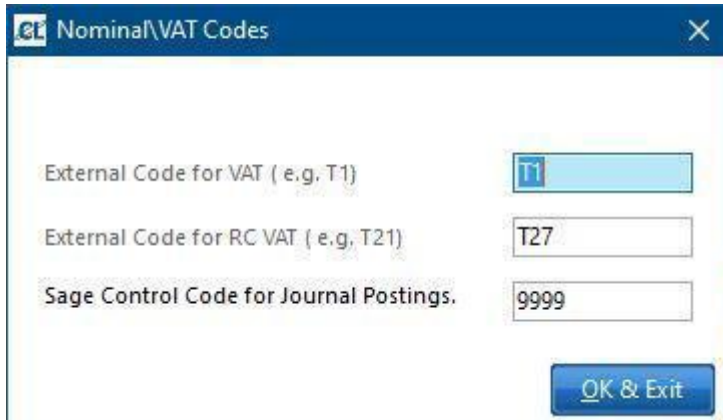 Nominal\VAT Codes
External Code for VAT ( e.g. T1) T1
External Code for RC VAT ( e.g. T21) T27
Sage Control Code for Journal Postings. 9999
OK & Exit